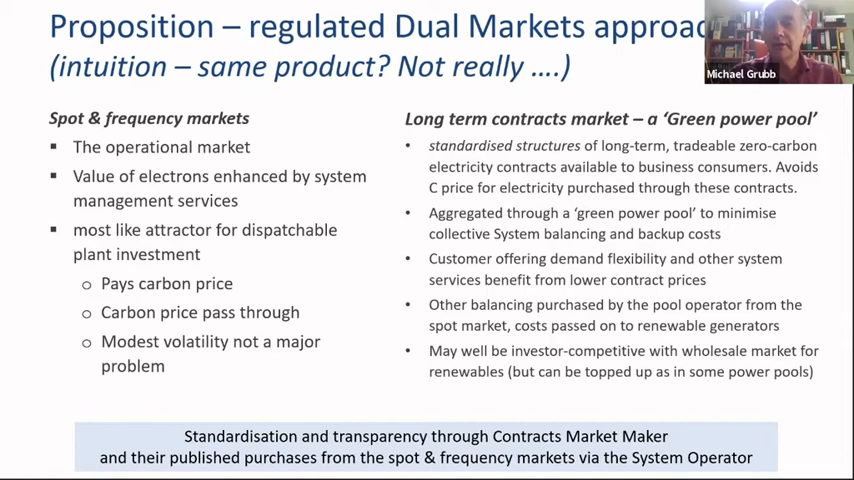 Proposition – regulated Dual Markets approac
(intuition – same product? Not really ....)
Michael Grubb
Spot & frequency markets
▪ The operational market
▪ Value of electrons enhanced by system
management services
▪ most like attractor for dispatchable
plant investment
o Pays carbon price
o Carbon price pass through
o Modest volatility not a major
problem
Long term contracts market – a ‘Green power pool’
• standardised structures of long-term, tradeable zero-carbon
electricity contracts available to business consumers. Avoids
C price for electricity purchased through these contracts.
• Aggregated through a ‘green power pool’ to minimise
collective System balancing and backup costs
• Customer offering demand flexibility and other system
services benefit from lower contract prices
• Other balancing purchased by the pool operator from the
spot market, costs passed on to renewable generators
• May well be investor-competitive with wholesale market for
renewables (but can be topped up as in some power pools)
Standardisation and transparency through Contracts Market Maker
and their published purchases from the spot & frequency markets via the System Operator